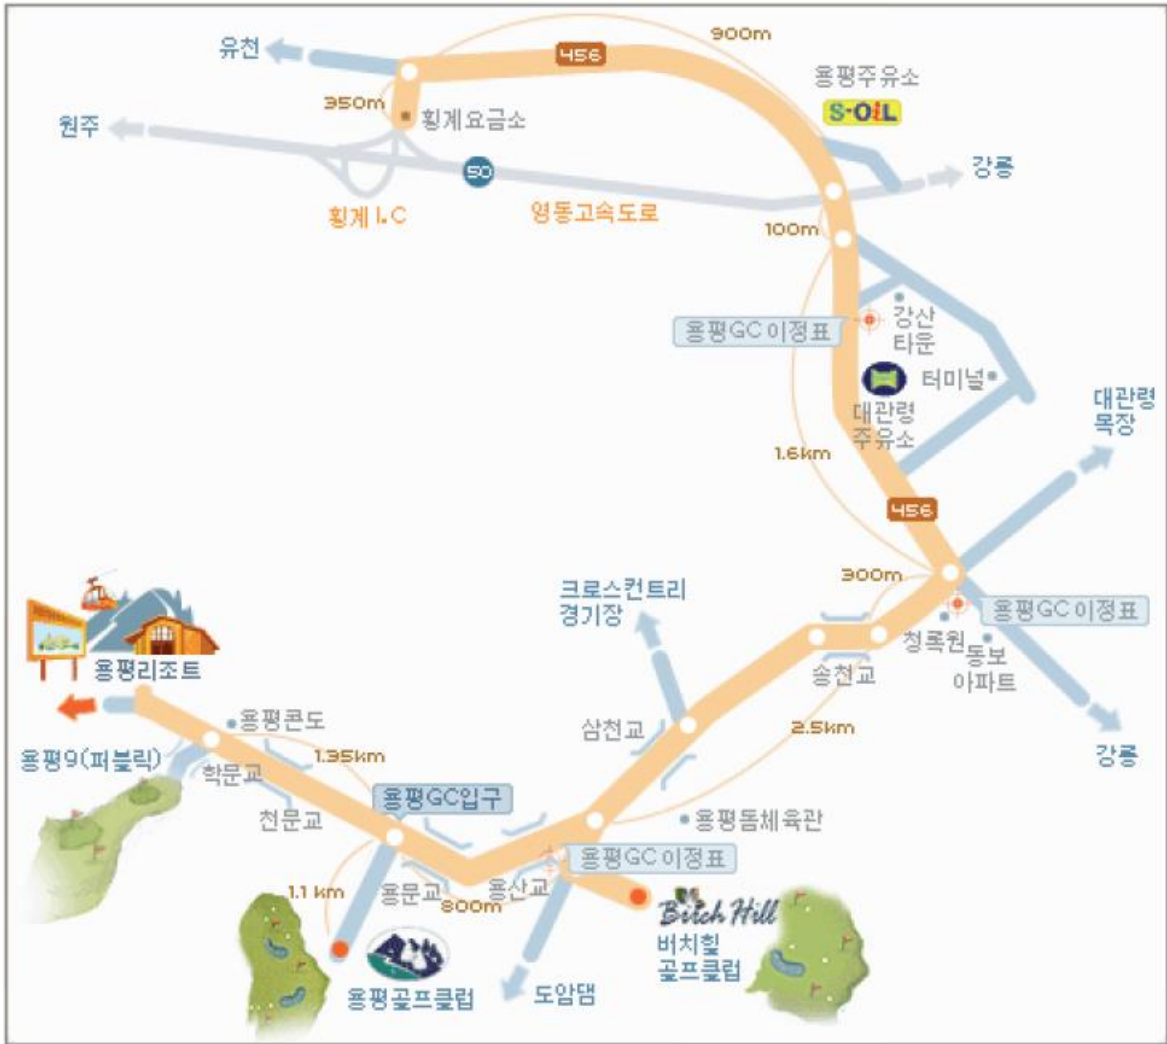 900m
유천
456
용평주유소
350m
S-OiL
횡계요금소
원주
50
강릉
횡계 I.C
영동고속도로
100m
용평GC 이정표
강산
타운
터미널
대관령
목장
대관령
주유소
1.6km
456
300m
크로스컨트리
경기장
용평GC 이정표
청록원
동보
아파트
용평리조트
송천교
용평콘도
삼천교
2.5km
강릉
용평9(퍼블릭)
학문교
1.35km
용평GC입구
천문교
용평돔체육관
용평GC 이정표
1.1 km
용문교
용산교
800m
Birch Hill
버치힐
골프클럽
용평골프클럽
도암댐